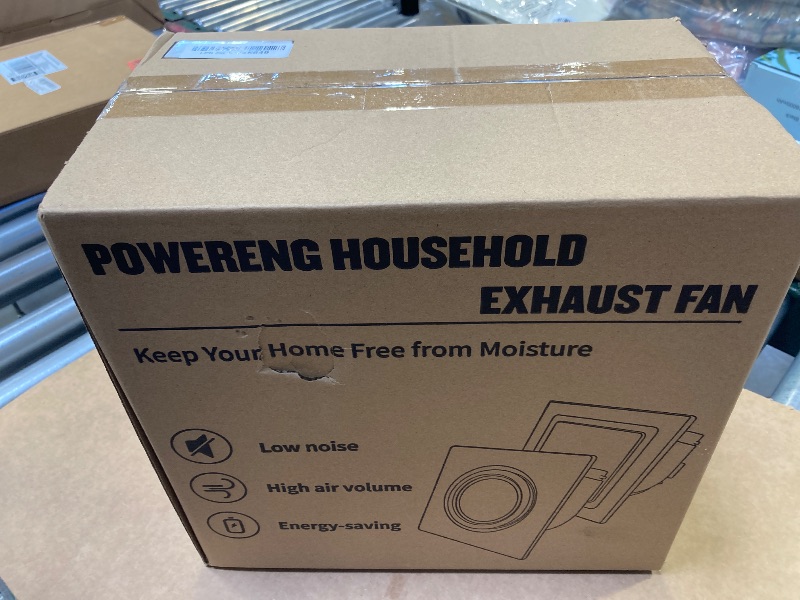 POWERENG HOUSEHOLD
EXHAUST FAN
Keep Your Home Free from Moisture
Low noise
High air volume
Energy-saving